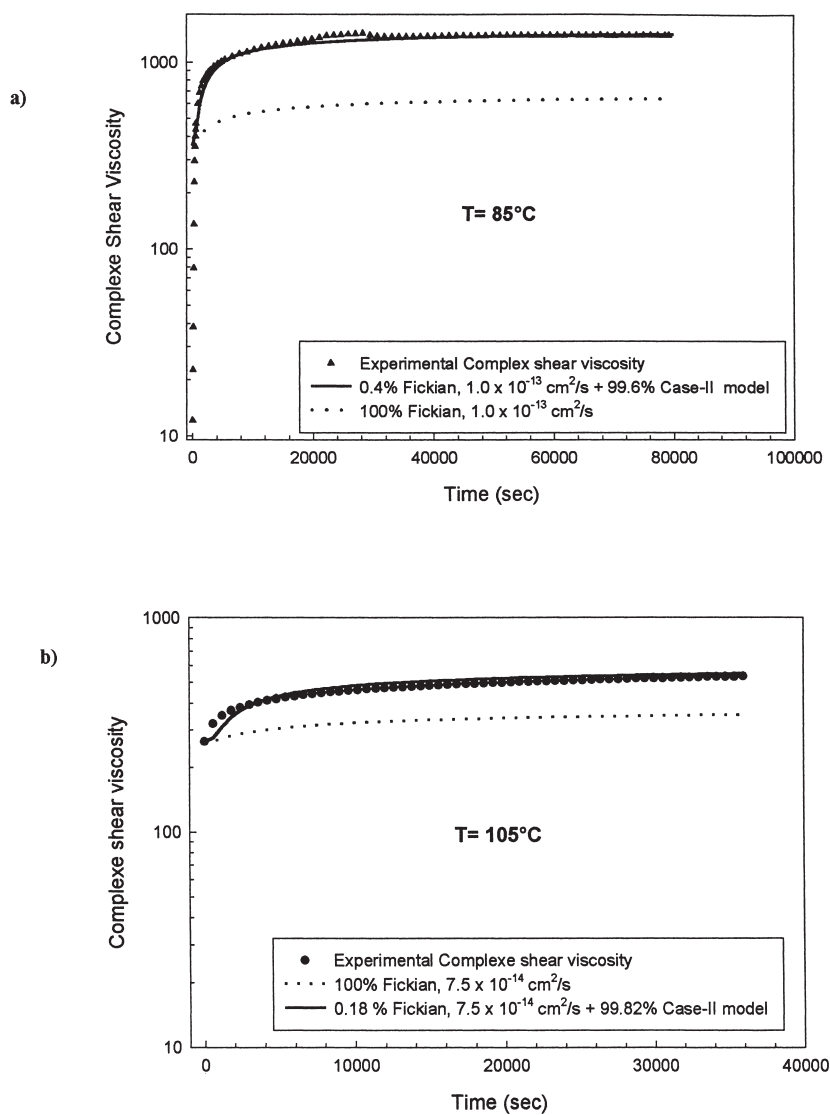 a)
Complexe Shear Viscosity
1000
100
10
T= 85°C
Experimental Complex shear viscosity
0.4% Fickian, 1.0 x 10⁻¹³ cm²/s + 99.6% Case-II model
100% Fickian, 1.0 x 10⁻¹³ cm²/s
0 20000 40000 60000 80000 100000
Time (sec)
b)
Complexe shear viscosity
1000
100
10
T= 105°C
Experimental Complexe shear viscosity
100% Fickian, 7.5 x 10⁻¹⁴ cm²/s
0.18 % Fickian, 7.5 x 10⁻¹⁴ cm²/s + 99.82% Case-II model
0 10000 20000 30000 40000
Time (sec)